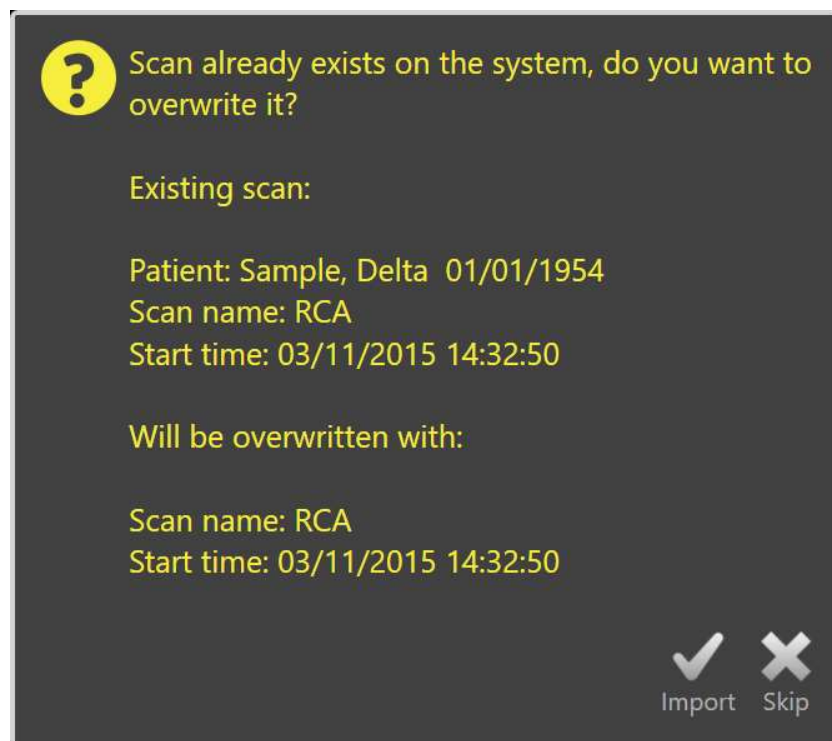 Scan already exists on the system, do you want to
overwrite it?
Existing scan:
Patient: Sample, Delta  01/01/1954
Scan name: RCA
Start time: 03/11/2015 14:32:50
Will be overwritten with:
Scan name: RCA
Start time: 03/11/2015 14:32:50
Import Skip